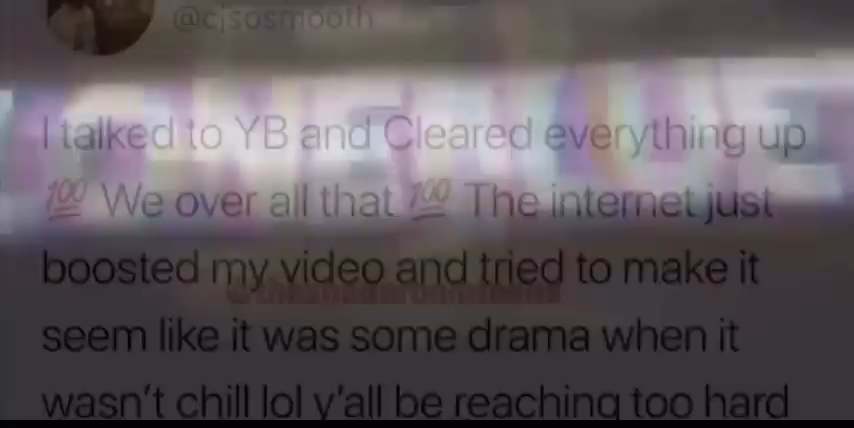 @cjsosmooth
I talked to YB and Cleared everything up
💯 We over all that 💯 The internet just
boosted my video and tried to make it
seem like it was some drama when it
wasn't chill lol y'all be reaching too hard